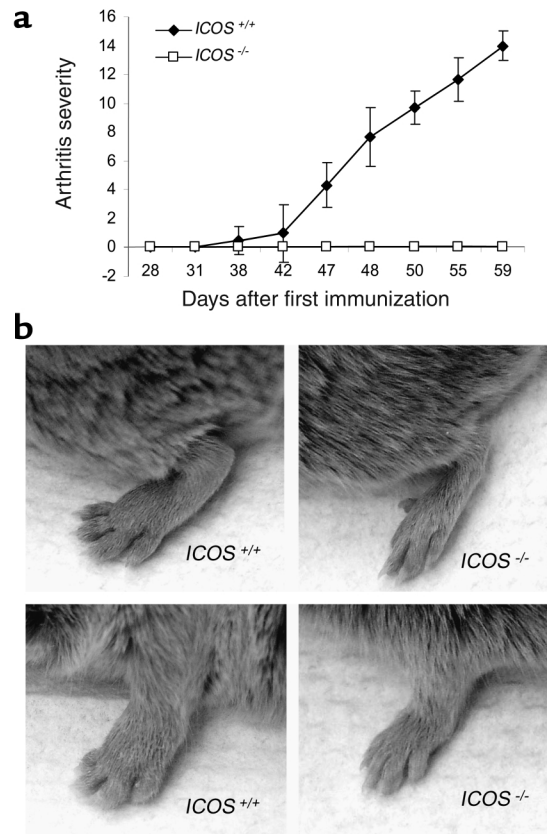 a
ICOS +/+
ICOS -/-
Arthritis severity
16
14
12
10
8
6
4
2
0
-2
28 31 38 42 47 48 50 55 59
Days after first immunization
b
ICOS +/+
ICOS -/-
ICOS +/+
ICOS -/-